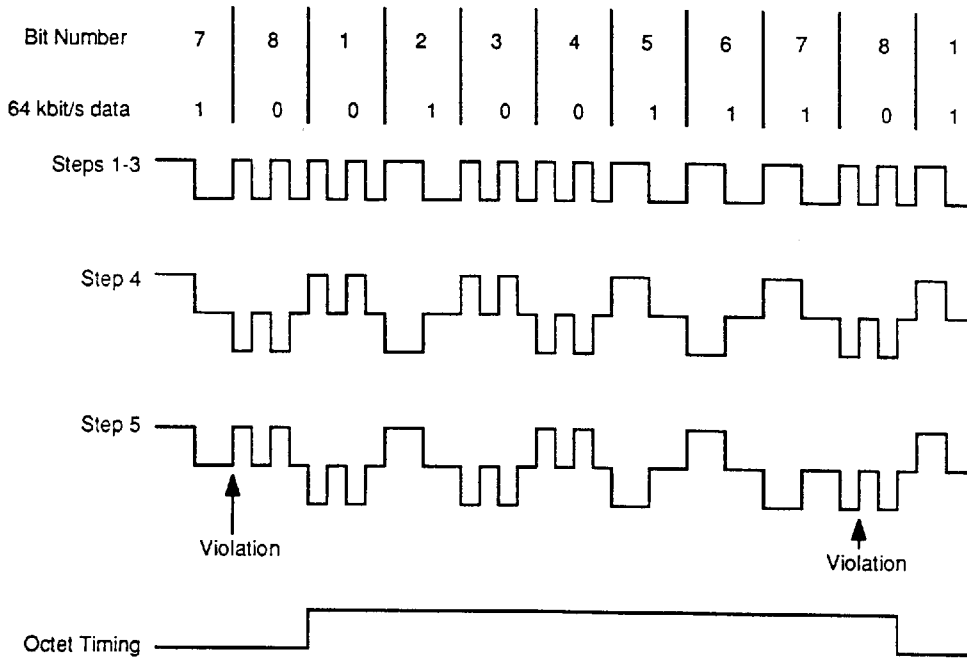 Bit Number 7 8 1 2 3 4 5 6 7 8 1
64 kbit/s data 1 0 0 1 0 0 1 1 1 0 1
Steps 1-3
Step 4
Step 5
Violation
Violation
Octet Timing